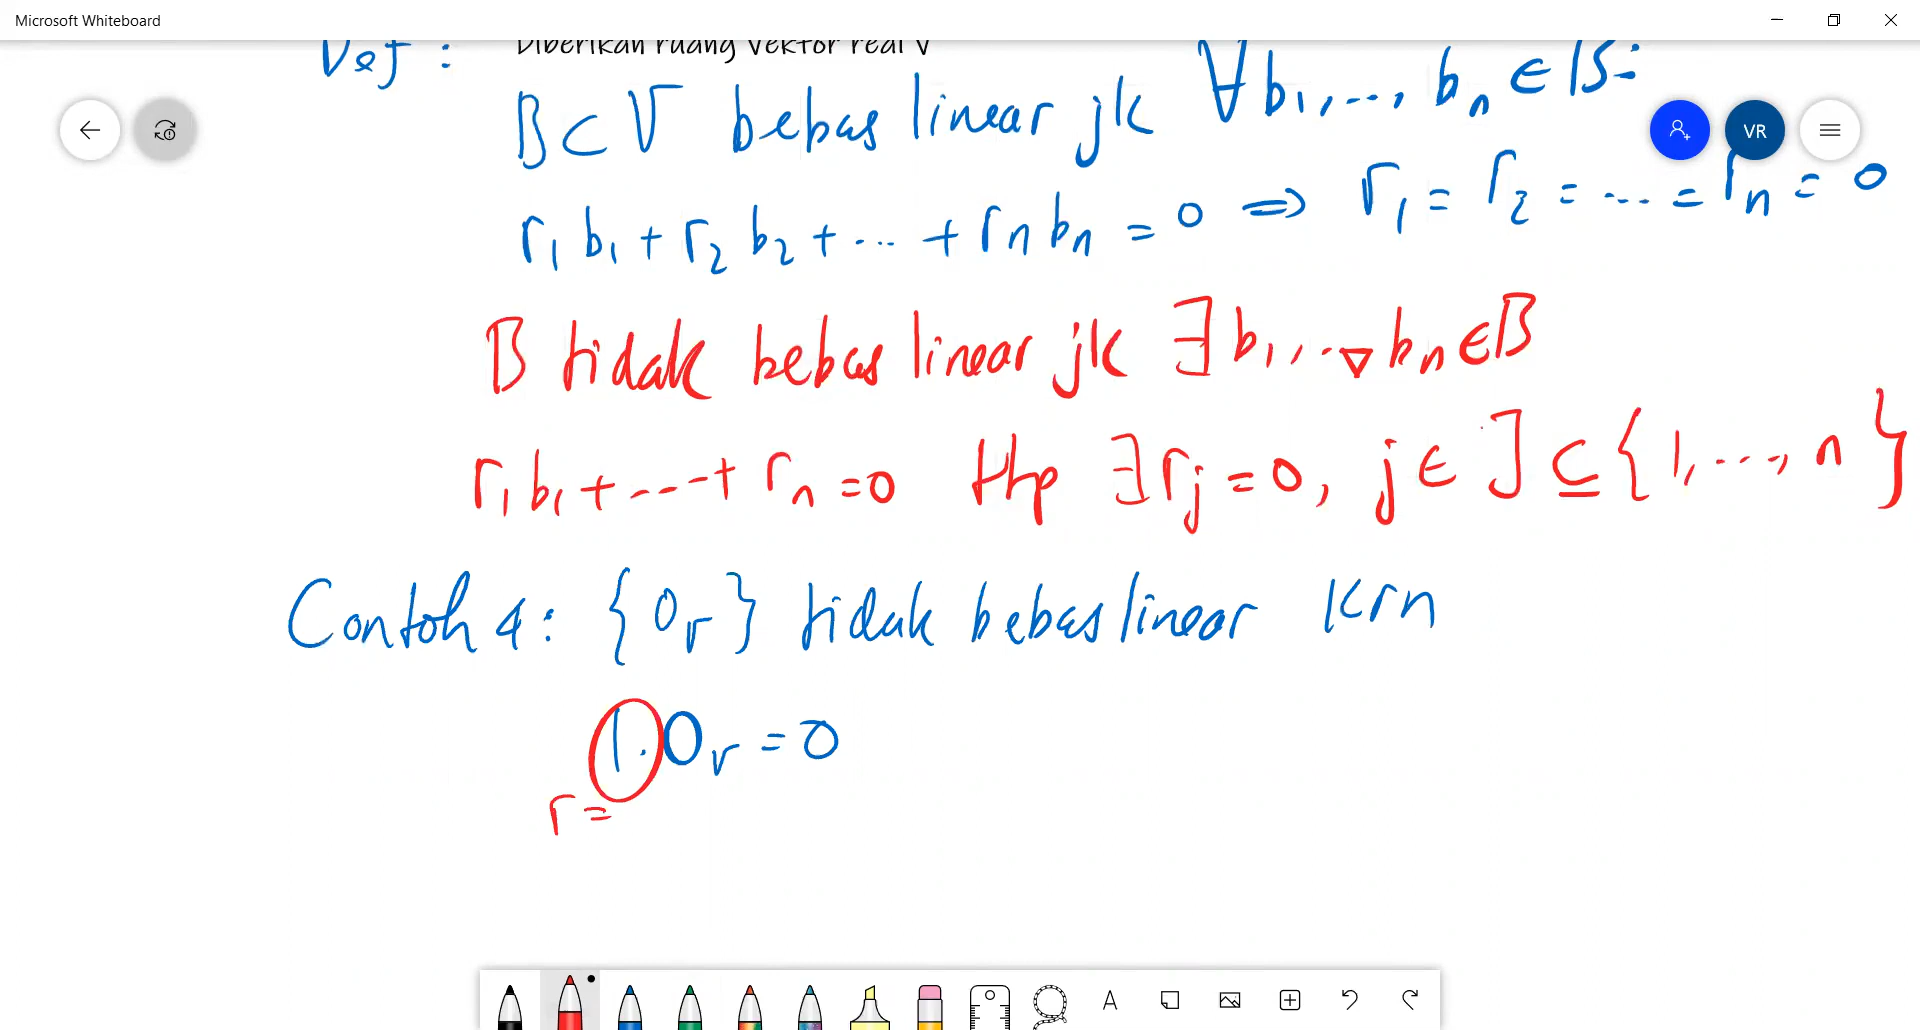 Microsoft Whiteboard
Def : Diberikan ruang vektor real V
B ⊂ V bebas linear jk ∀ b₁, ..., bₙ ∈ B :
VR
r₁ b₁ + r₂ b₂ + ... + rₙ bₙ = 0 ⇒ r₁ = r₂ = ... = rₙ = 0
B tidak bebas linear jk ∃ b₁, ..., bₙ ∈ B
r₁ b₁ + ... + rₙ = 0 thp ∃ rⱼ = 0, j ∈ J ⊆ {1, ..., n}
Contoh 4 : {0ᵥ} tidak bebas linear krn
1 . 0ᵥ = 0
r =
A